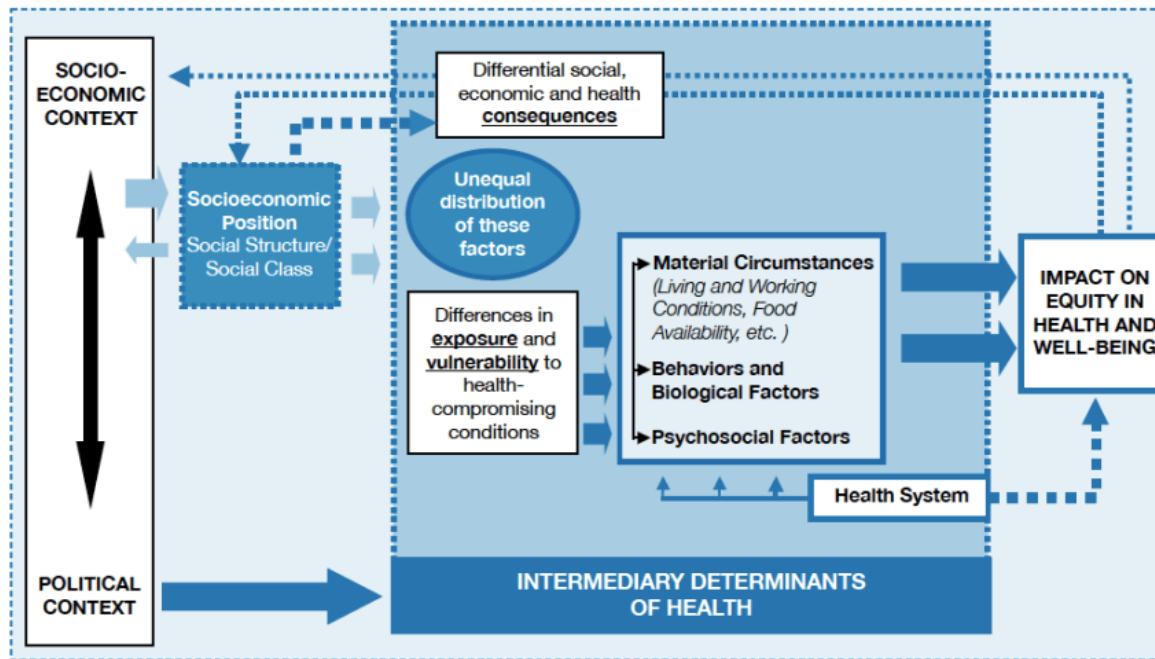 SOCIO-
ECONOMIC
CONTEXT
POLITICAL
CONTEXT
Socioeconomic
Position
Social Structure/
Social Class
Differential social,
economic and health
consequences
Unequal
distribution
of these
factors
Differences in
exposure and
vulnerability to
health-
compromising
conditions
Material Circumstances
(Living and Working
Conditions, Food
Availability, etc. )
Behaviors and
Biological Factors
Psychosocial Factors
Health System
INTERMEDIARY DETERMINANTS
OF HEALTH
IMPACT ON
EQUITY IN
HEALTH AND
WELL-BEING